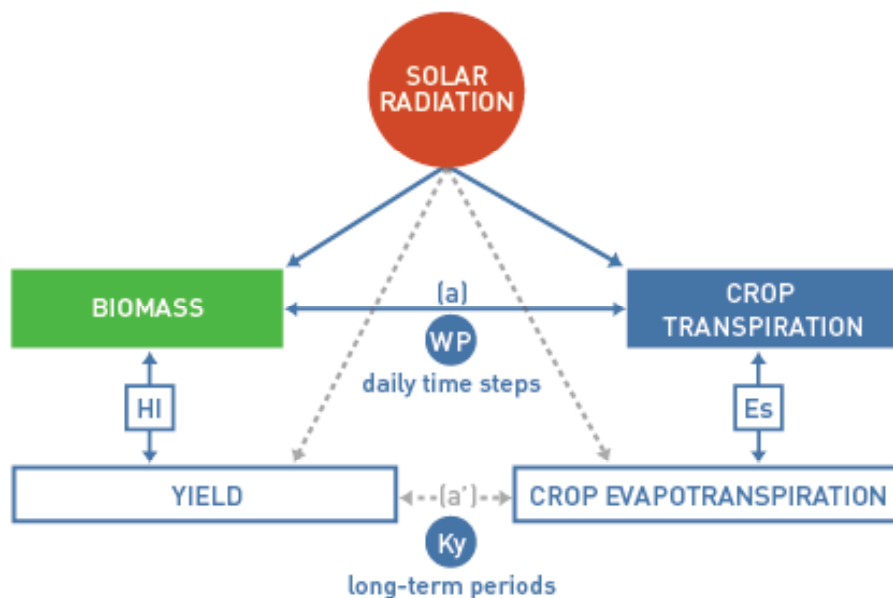 SOLAR
RADIATION
BIOMASS
(a)
WP
daily time steps
CROP
TRANSPIRATION
HI
Es
YIELD
(a')
CROP EVAPOTRANSPIRATION
Ky
long-term periods